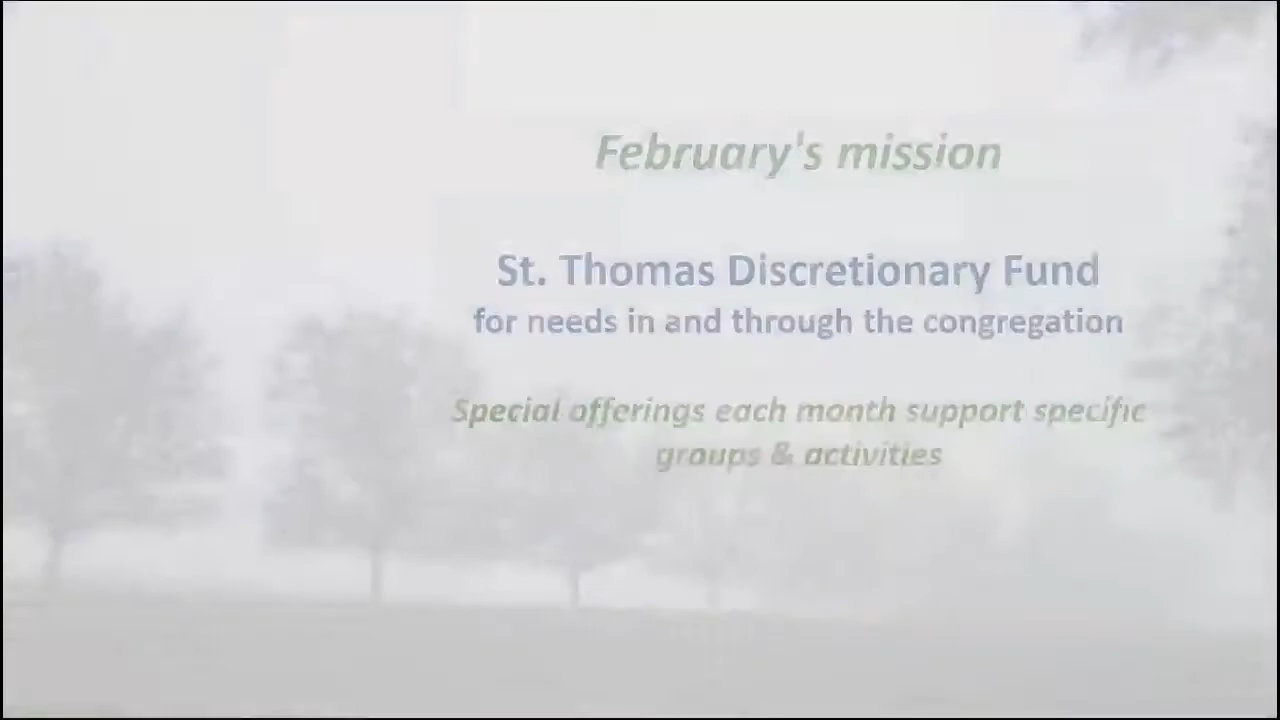 February's mission
St. Thomas Discretionary Fund
for needs in and through the congregation
Special offerings each month support specific
groups & activities